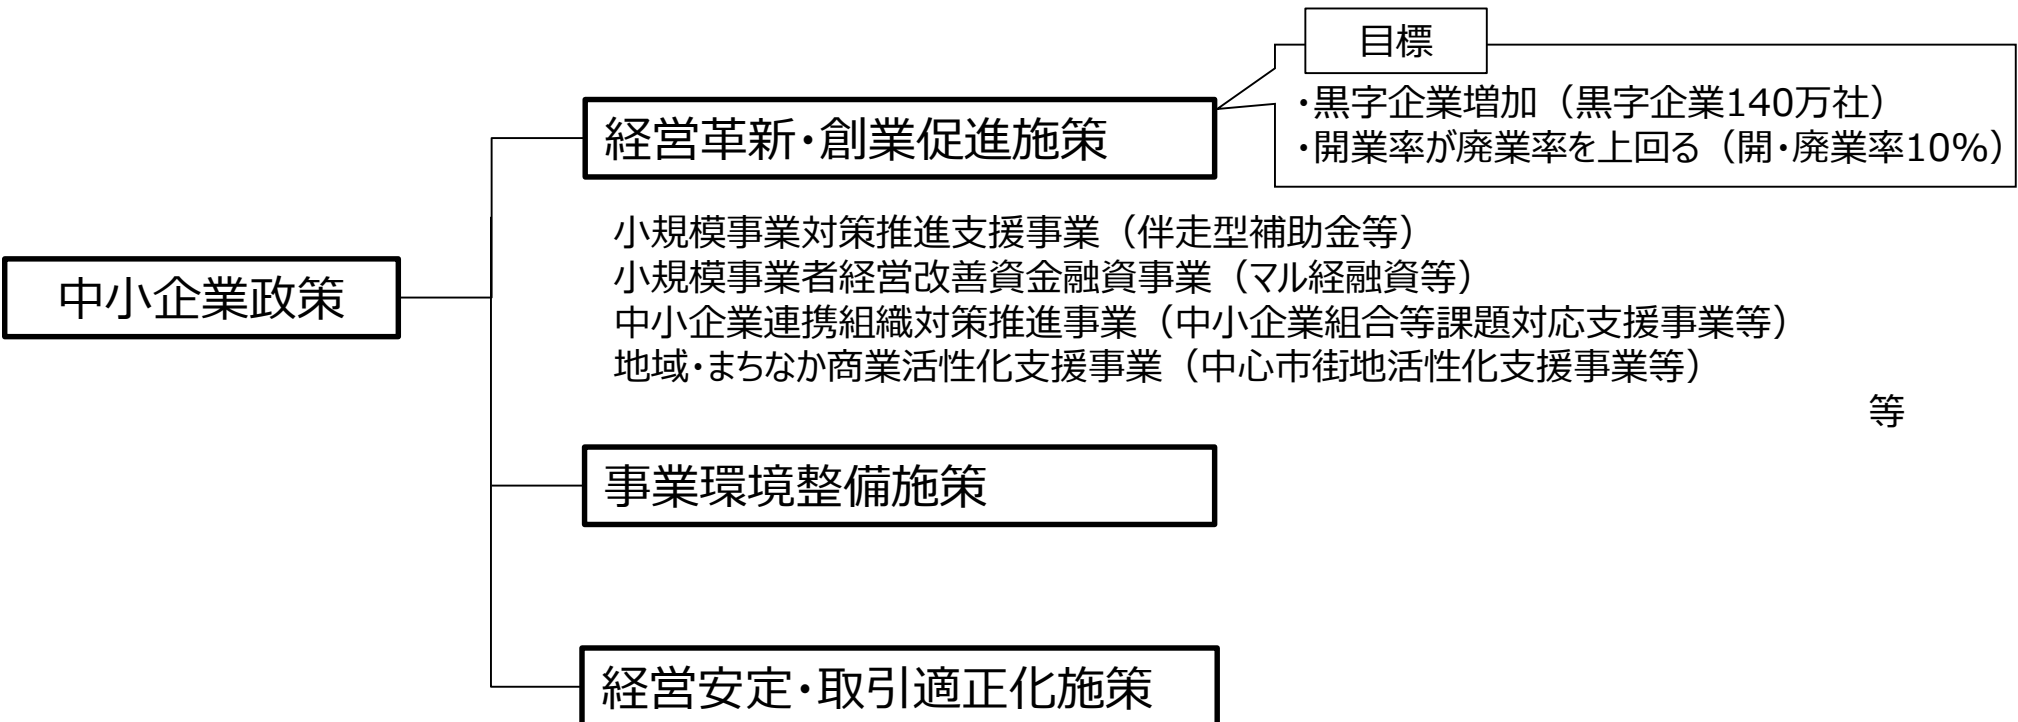 目標
・黒字企業増加（黒字企業140万社）
・開業率が廃業率を上回る（開・廃業率10%）
経営革新・創業促進施策
小規模事業対策推進支援事業（伴走型補助金等）
小規模事業者経営改善資金融資事業（マル経融資等）
中小企業政策
中小企業連携組織対策推進事業（中小企業組合等課題対応支援事業等）
地域・まちなか商業活性化支援事業（中心市街地活性化支援事業等）
等
事業環境整備施策
経営安定・取引適正化施策